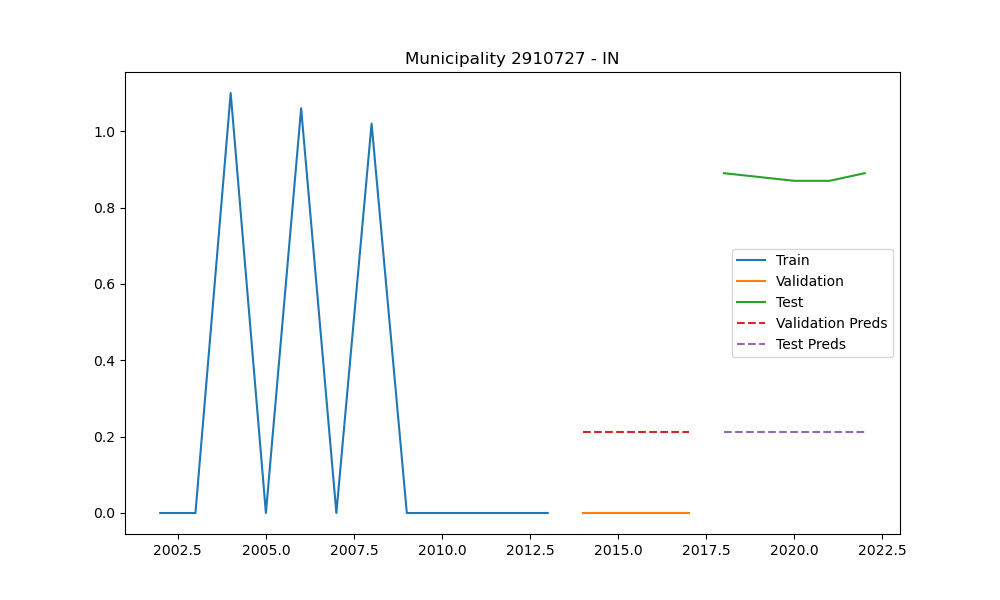 Municipality 2910727 - IN
1.0
0.8
0.6
0.4
0.2
0.0
Train
Validation
Test
Validation Preds
Test Preds
2002.5 2005.0 2007.5 2010.0 2012.5 2015.0 2017.5 2020.0 2022.5